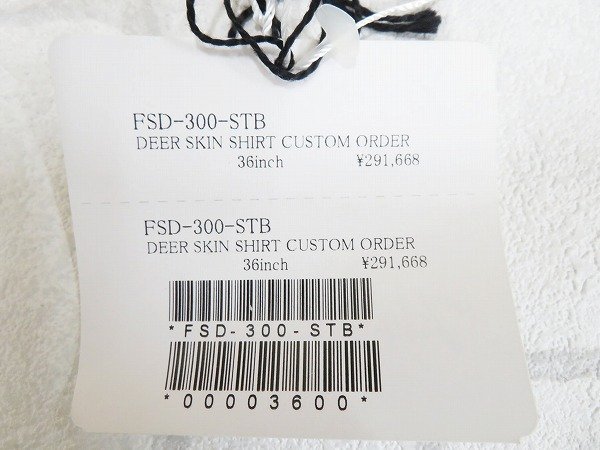 FSD-300-STB
DEER SKIN SHIRT CUSTOM ORDER
36inch ¥291,668
FSD-300-STB
DEER SKIN SHIRT CUSTOM ORDER
36inch ¥291,668
*FSD-300-STB*
*00003600*